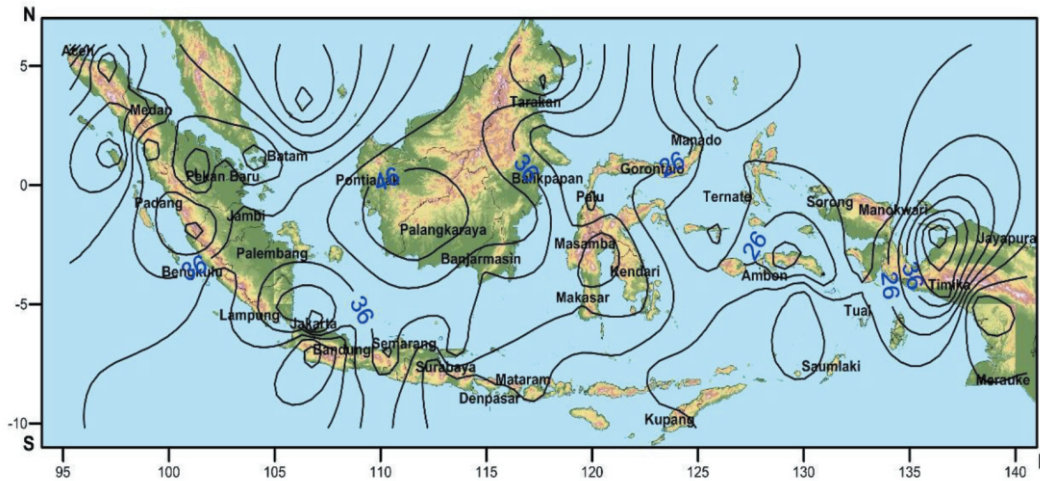 N
Aceh
5
Medan
Tarakan
Manado
Batam
Pekan Baru
Pontianak
46
36
Balikpapan
Gorontalo
26
0
Padang
Jambi
Palu
Ternate
Sorong
Manokwari
Palangkaraya
Masamba
26
Jayapura
Bengkulu
36
Palembang
Banjarmasin
Kendari
Ambon
26
36
Timika
-5
Lampung
Jakarta
36
Makasar
Tual
Bandung
Semarang
Surabaya
Mataram
Saumlaki
Merauke
Denpasar
Kupang
-10
S
95
100
105
110
115
120
125
130
135
140